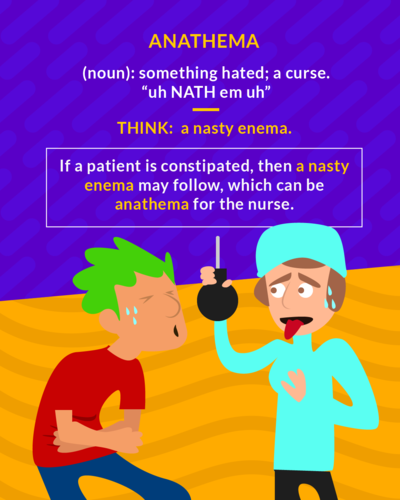 ANATHEMA
(noun): something hated; a curse.
“uh NATH em uh”
THINK:  a nasty enema.
If a patient is constipated, then a nasty
enema may follow, which can be
anathema for the nurse.